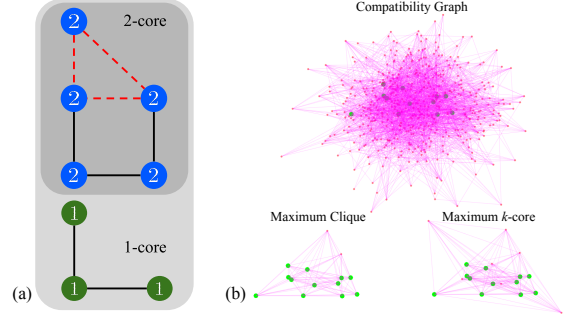 2
2-core
2
2
2
2
1
1-core
1
1
(a)
Compatibility Graph
Maximum Clique
Maximum k-core
(b)